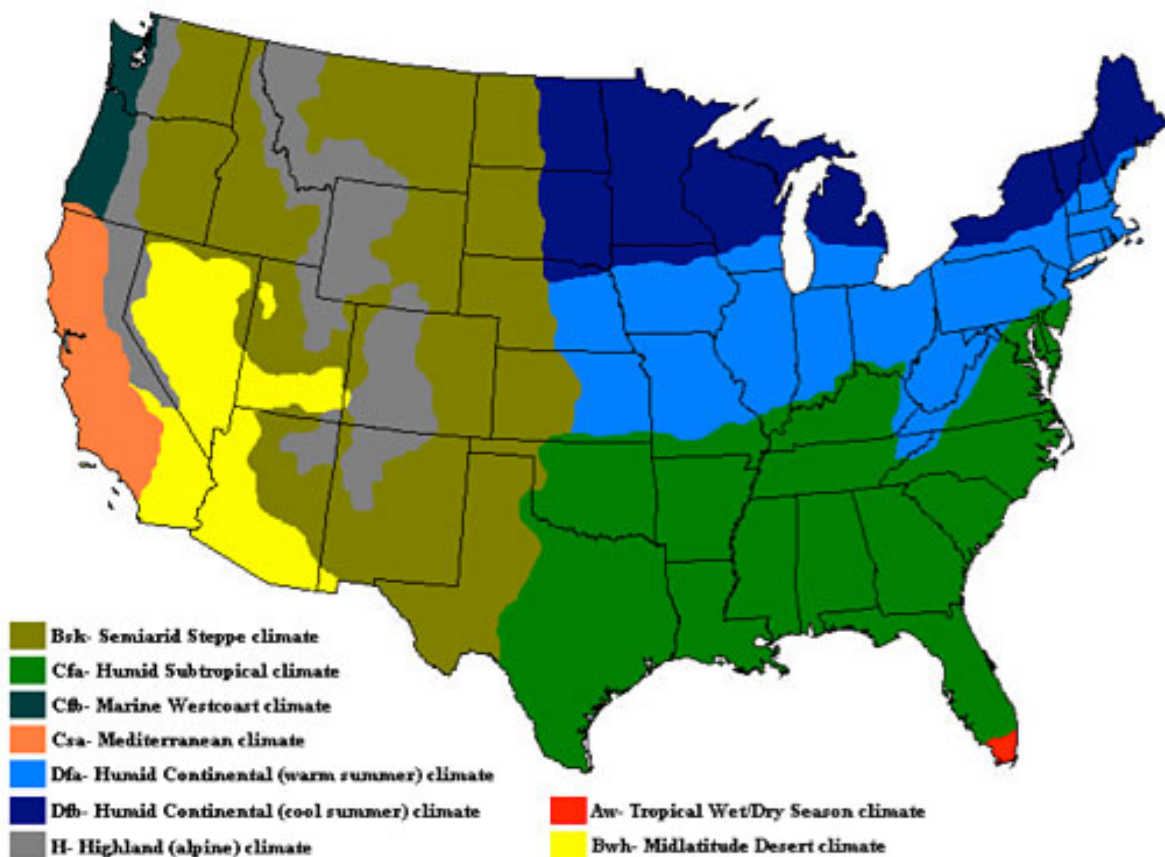 Bsk- Semiarid Steppe climate
Cfa- Humid Subtropical climate
Cfb- Marine Westcoast climate
Csa- Mediterranean climate
Dfa- Humid Continental (warm summer) climate
Dfb- Humid Continental (cool summer) climate
H- Highland (alpine) climate
Aw- Tropical Wet/Dry Season climate
Bwh- Midlatitude Desert climate